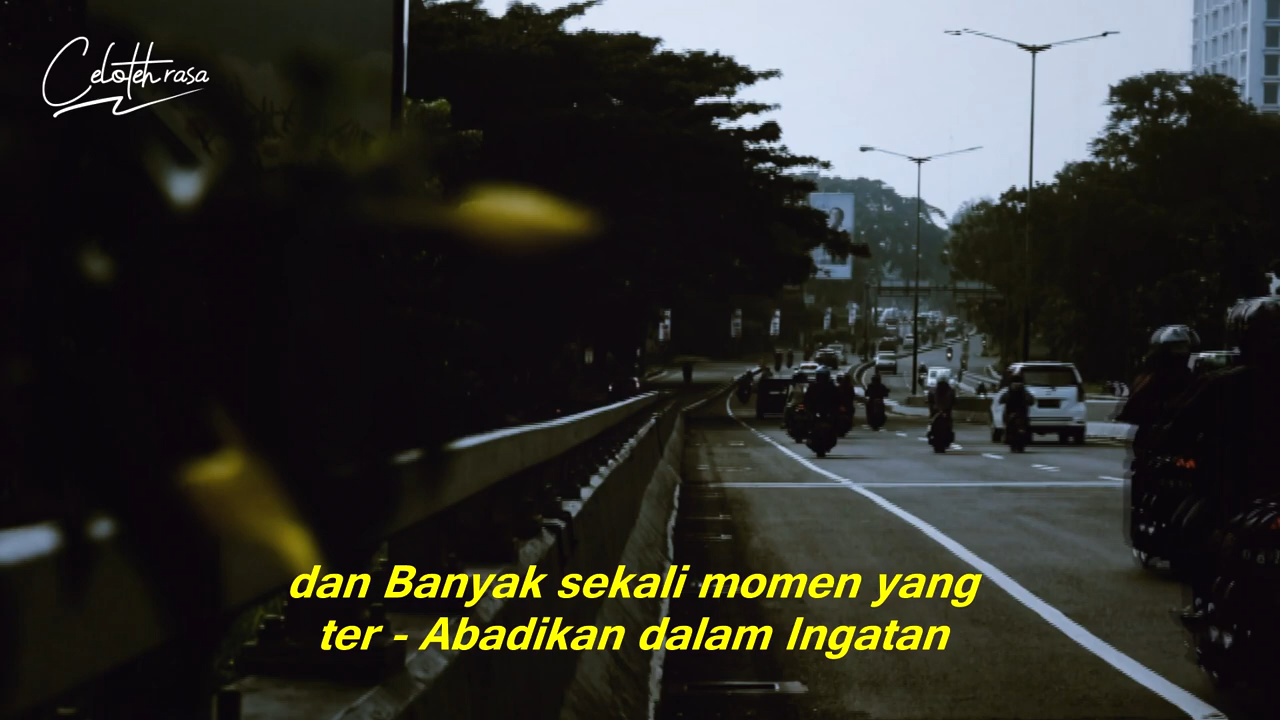 Celoteh rasa
dan Banyak sekali momen yang
ter - Abadikan dalam Ingatan